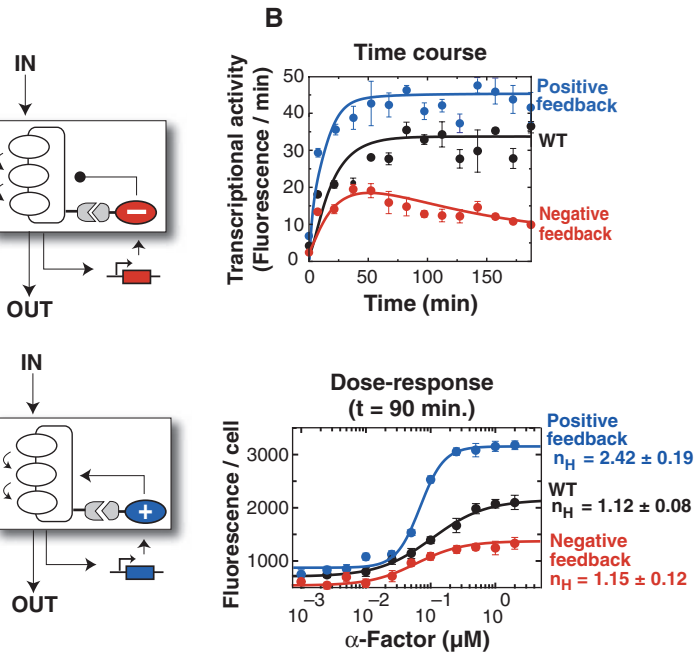 B
IN
–
OUT
Time course
Transcriptional activity
(Fluorescence / min)
50
40
30
20
10
0
0
50
100
150
Time (min)
Positive
feedback
WT
Negative
feedback
IN
+
OUT
Dose-response
(t = 90 min.)
Fluorescence / cell
3000
2000
1000
10⁻³
10⁻²
10⁻¹
10⁰
α-Factor (µM)
Positive
feedback
n_H = 2.42 ± 0.19
WT
n_H = 1.12 ± 0.08
Negative
feedback
n_H = 1.15 ± 0.12